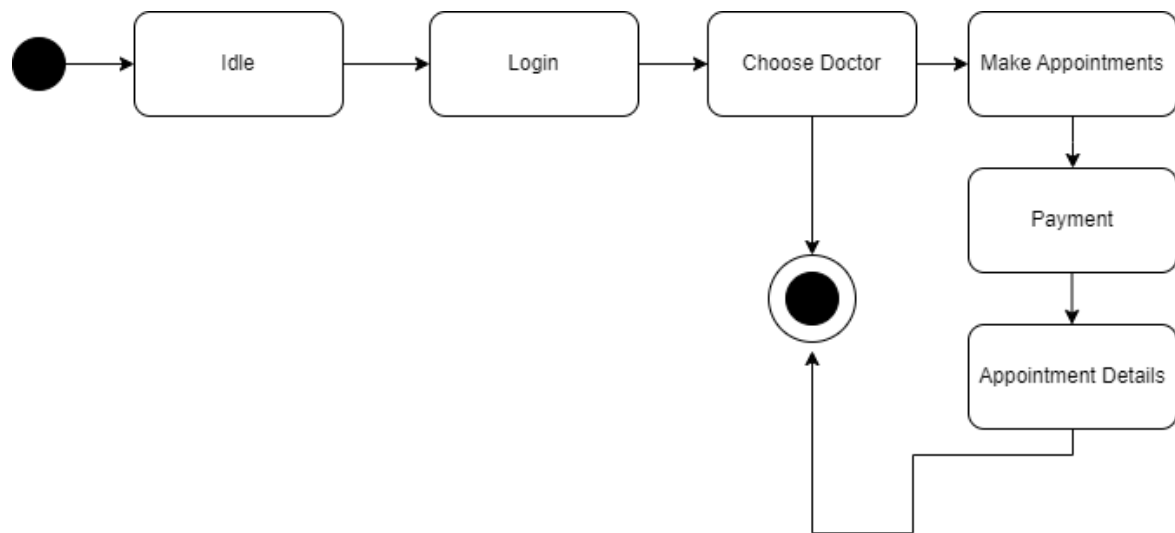 Idle
Login
Choose Doctor
Make Appointments
Payment
Appointment Details